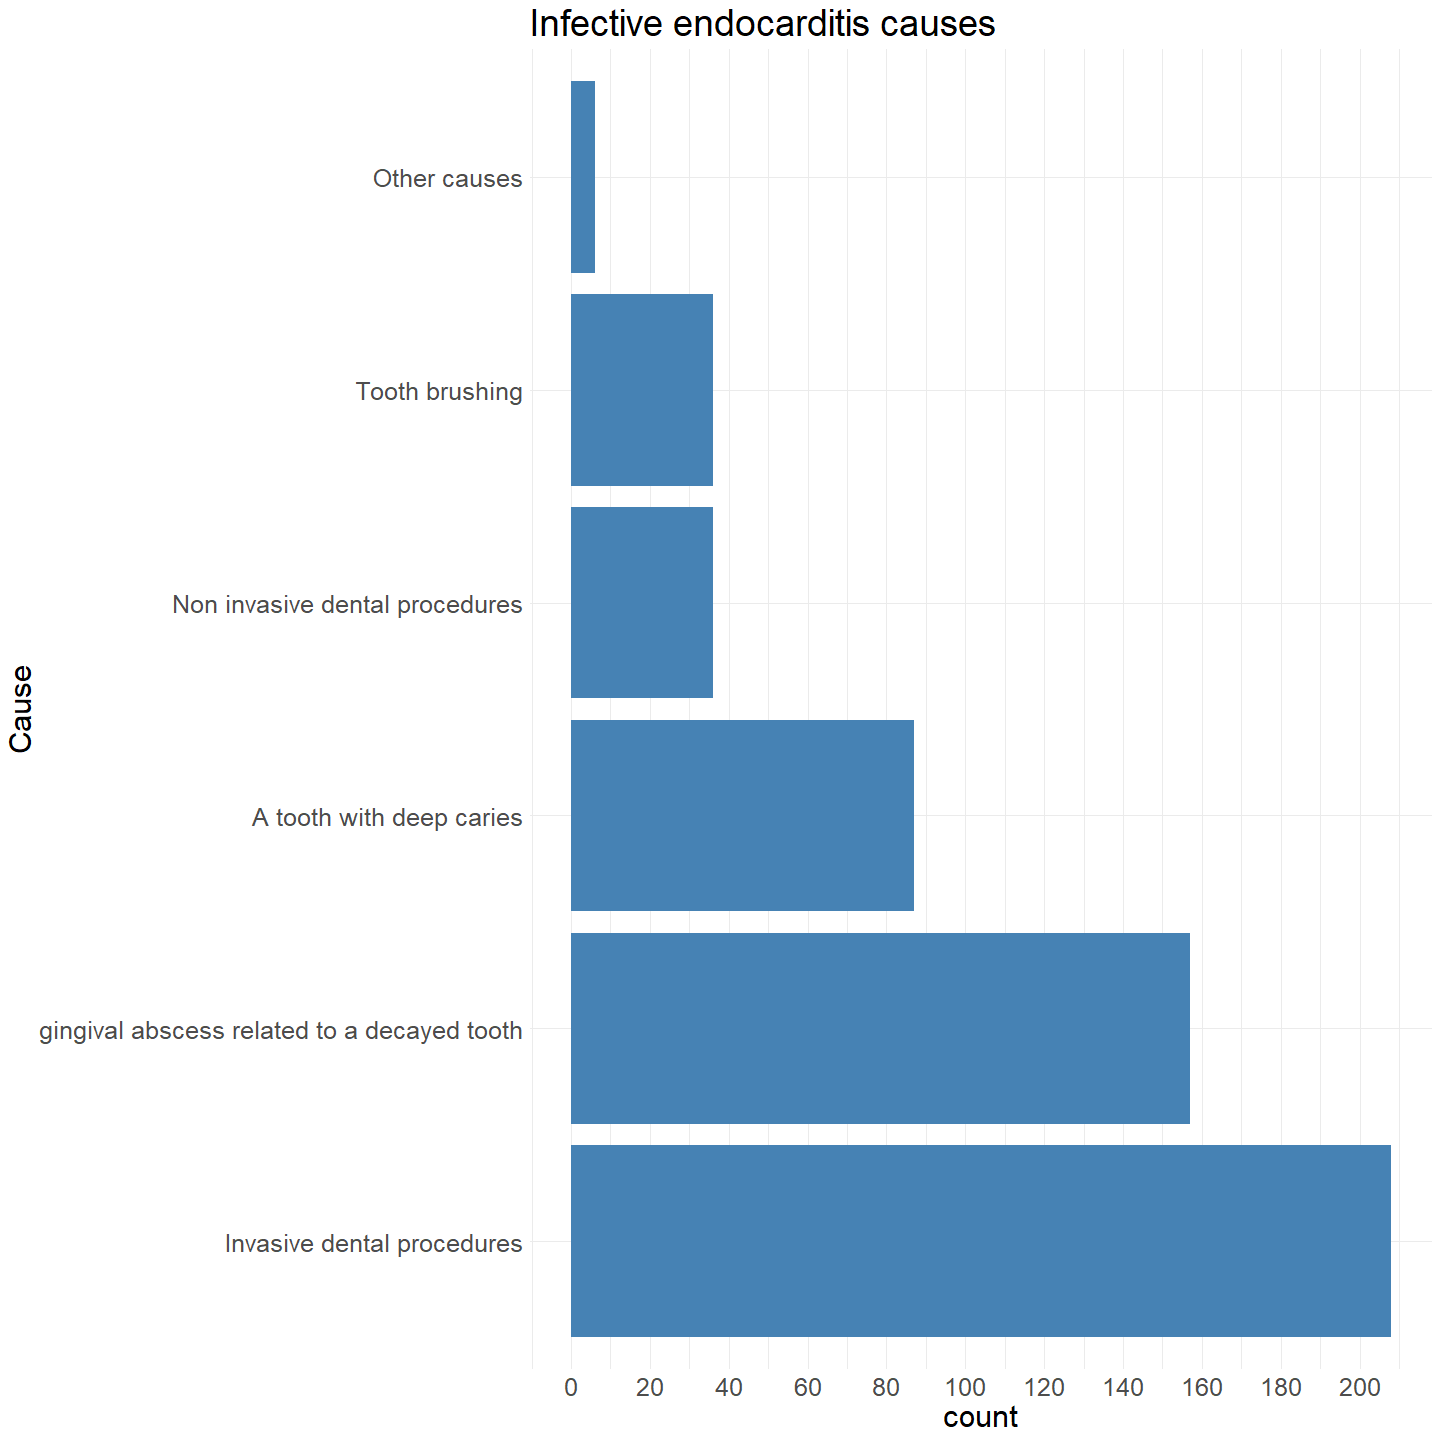 Infective endocarditis causes
Other causes
Tooth brushing
Non invasive dental procedures
A tooth with deep caries
gingival abscess related to a decayed tooth
Invasive dental procedures
Cause
0 20 40 60 80 100 120 140 160 180 200
count